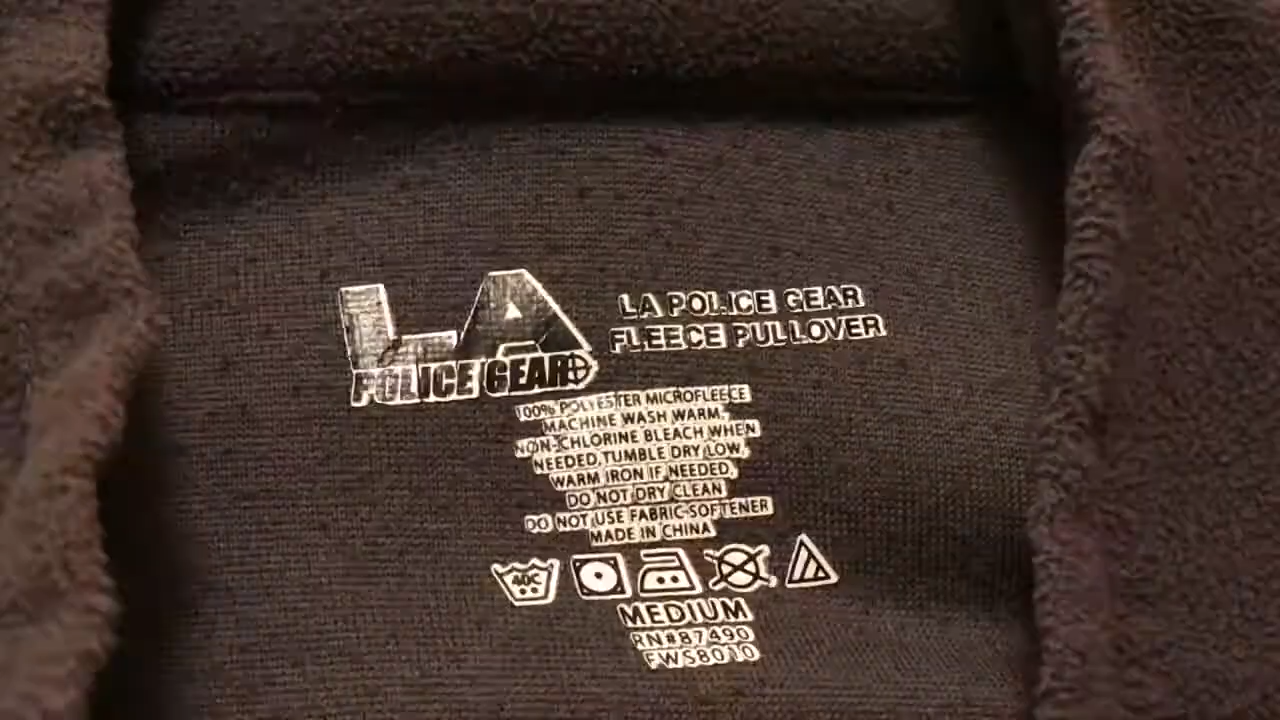 LA
POLICE GEAR
LA POLICE GEAR
FLEECE PULLOVER
100% POLYESTER MICROFLEECE
MACHINE WASH WARM,
NON-CHLORINE BLEACH WHEN
NEEDED, TUMBLE DRY LOW,
WARM IRON IF NEEDED,
DO NOT DRY CLEAN
DO NOT USE FABRIC SOFTENER
MADE IN CHINA
40C
MEDIUM
RN#87490
FWS8010